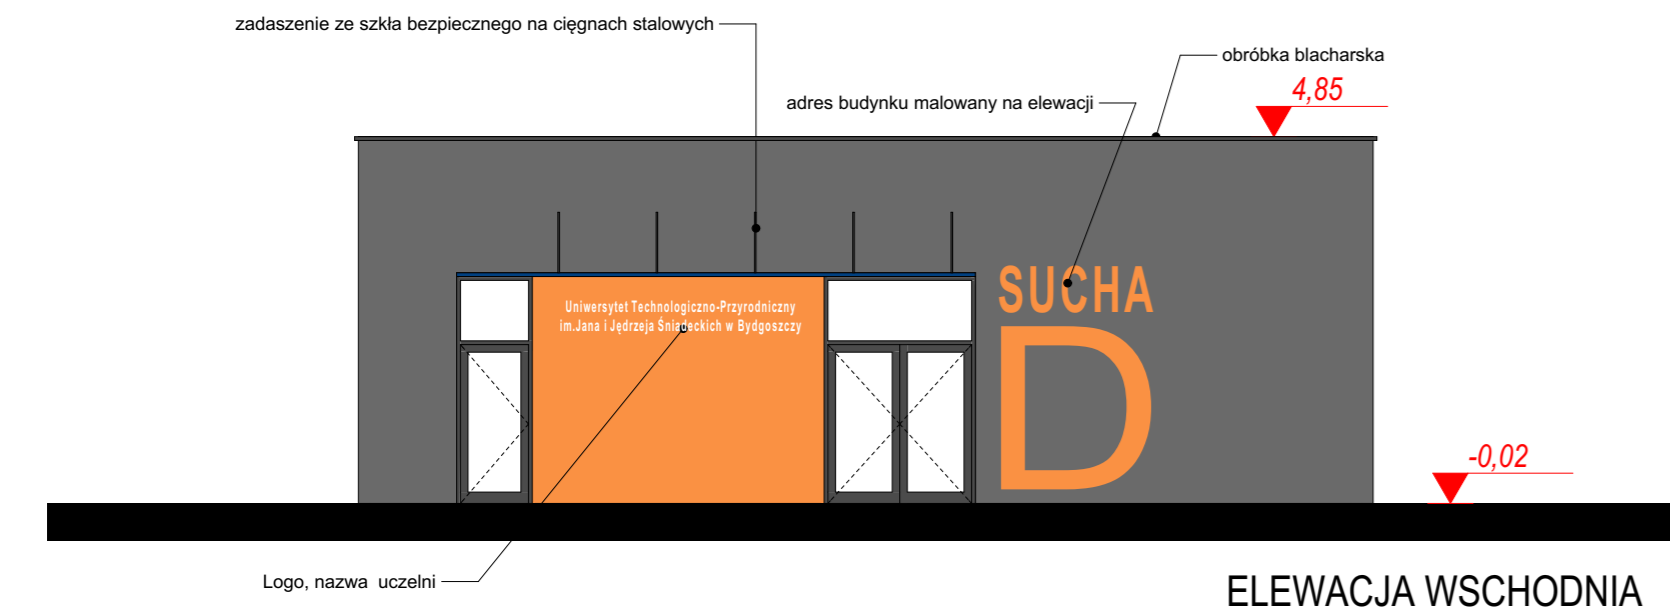 zadaszenie ze szkła bezpiecznego na cięgnach stalowych
obróbka blacharska
4,85
adres budynku malowany na elewacji
SUCHA
D
Uniwersytet Technologiczno-Przyrodniczny
im.Jana i Jędrzeja Śniadeckich w Bydgoszczy
-0,02
Logo, nazwa uczelni
ELEWACJA WSCHODNIA